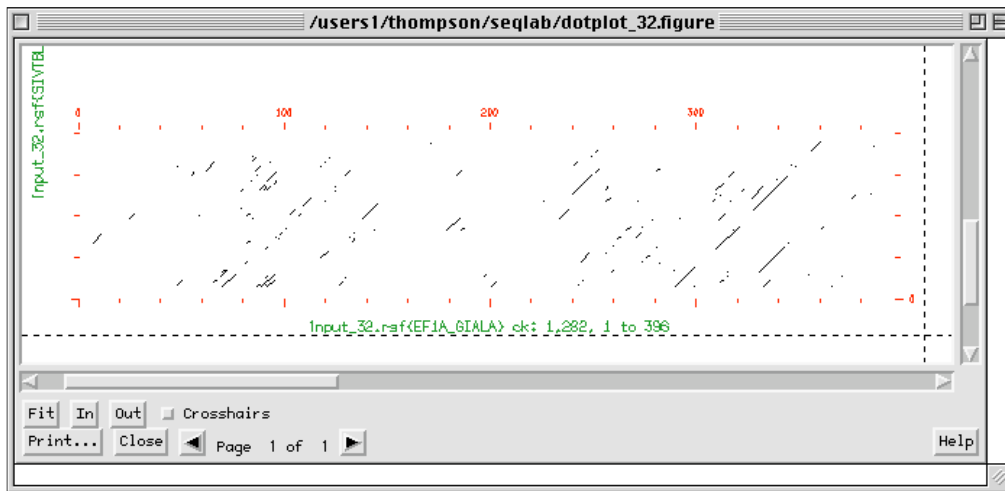 /users1/thompson/seqlab/dotplot_32.figure
Input_32.rsf{SIVTBL
0 100 200 300
0
Input_32.rsf{EF1A_GIALA} ck: 1,282, 1 to 396
Fit In Out Crosshairs
Print... Close Page 1 of 1 Help